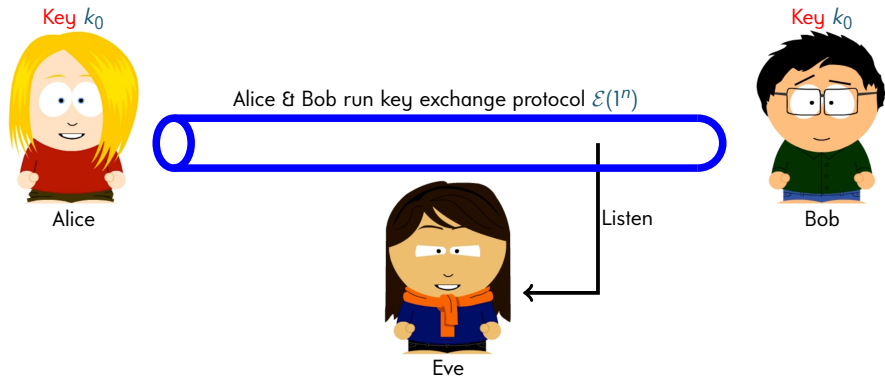 Key k₀
Key k₀
Alice & Bob run key exchange protocol ℰ(1ⁿ)
Alice
Listen
Bob
Eve